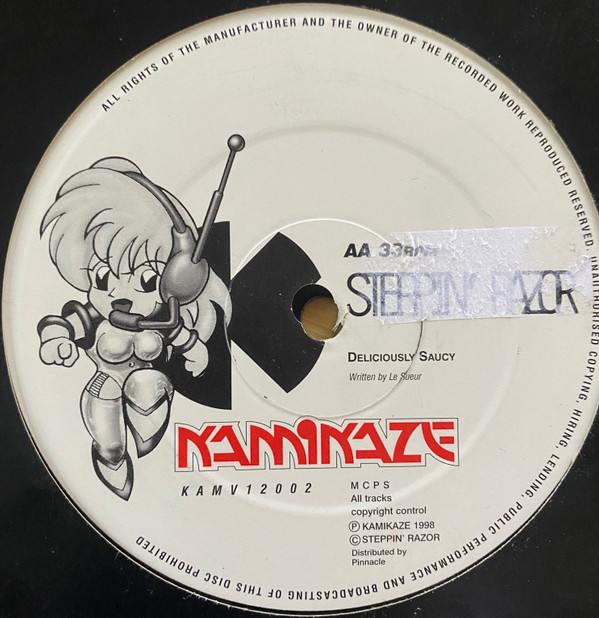 ALL RIGHTS OF THE MANUFACTURER AND THE OWNER OF THE RECORDED WORK REPRODUCED RESERVED. UNAUTHORISED COPYING, HIRING, LENDING, PUBLIC PERFORMANCE AND BROADCASTING OF THIS DISC PROHIBITED
AA 33RPM
STEPPIN' RAZOR
DELICIOUSLY SAUCY
Written by Le Sueur
KAMIKAZE
KAMV12002
MCPS
All tracks
copyright control
Ⓟ KAMIKAZE 1998
© STEPPIN' RAZOR
Distributed by
Pinnacle